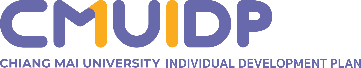 CMUIDP
CHIANG MAI UNIVERSITY INDIVIDUAL DEVELOPMENT PLAN